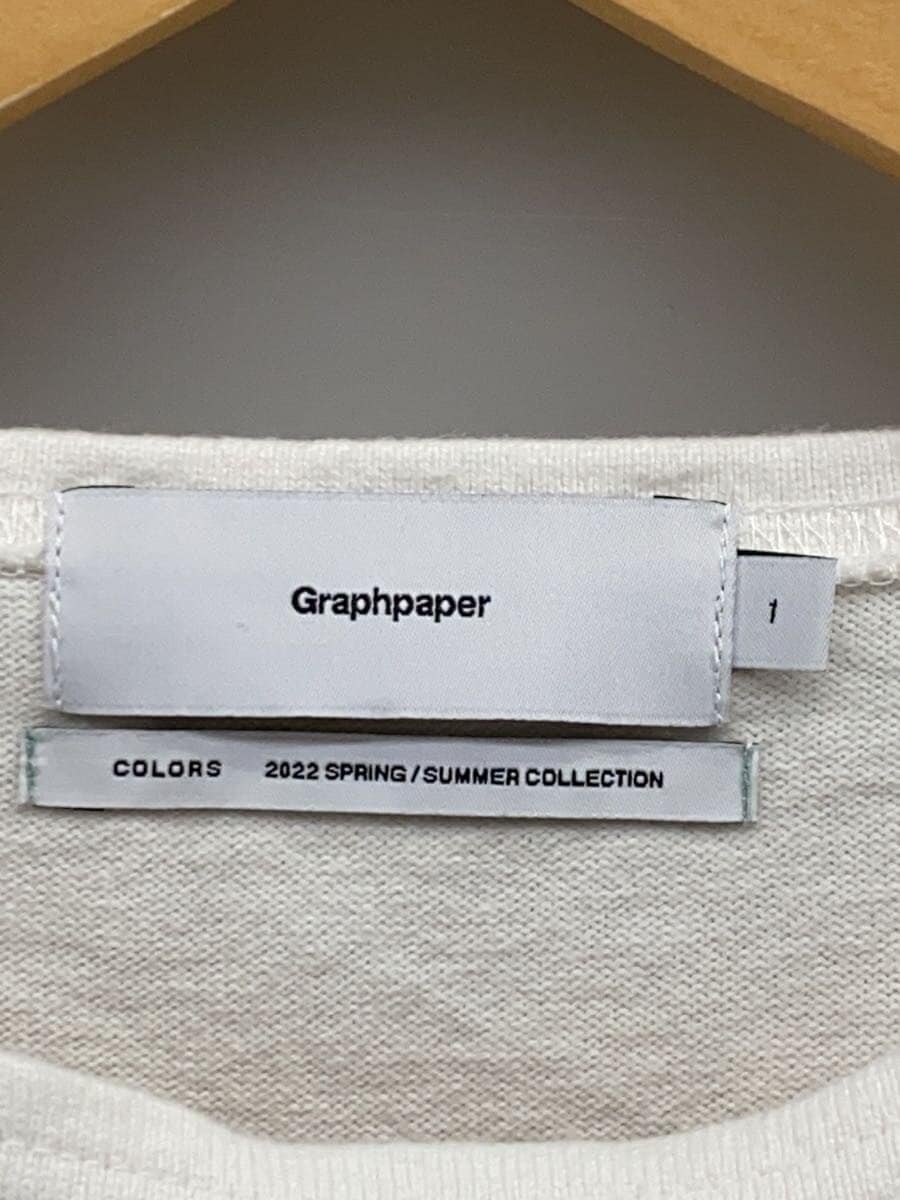 Graphpaper
1
COLORS 2022 SPRING/SUMMER COLLECTION